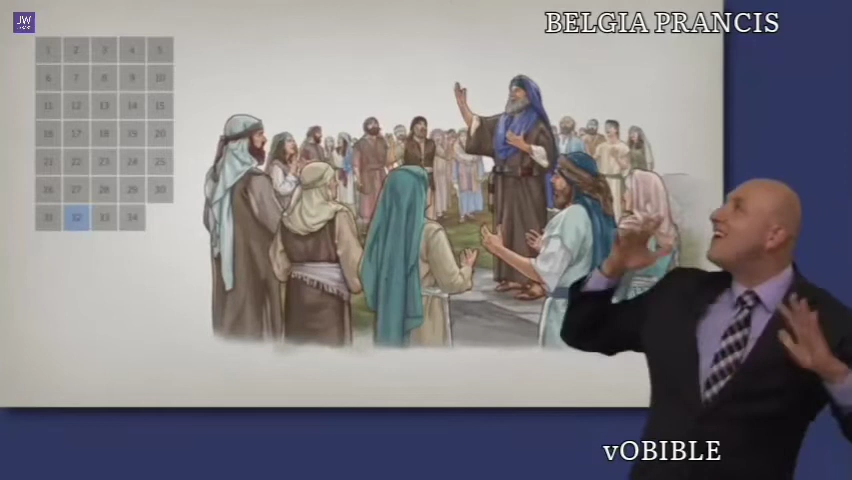 JW
BELGIA PRANCIS
1 2 3 4 5
6 7 8 9 10
11 12 13 14 15
16 17 18 19 20
21 22 23 24 25
26 27 28 29 30
31 32 33 34
vOBIBLE